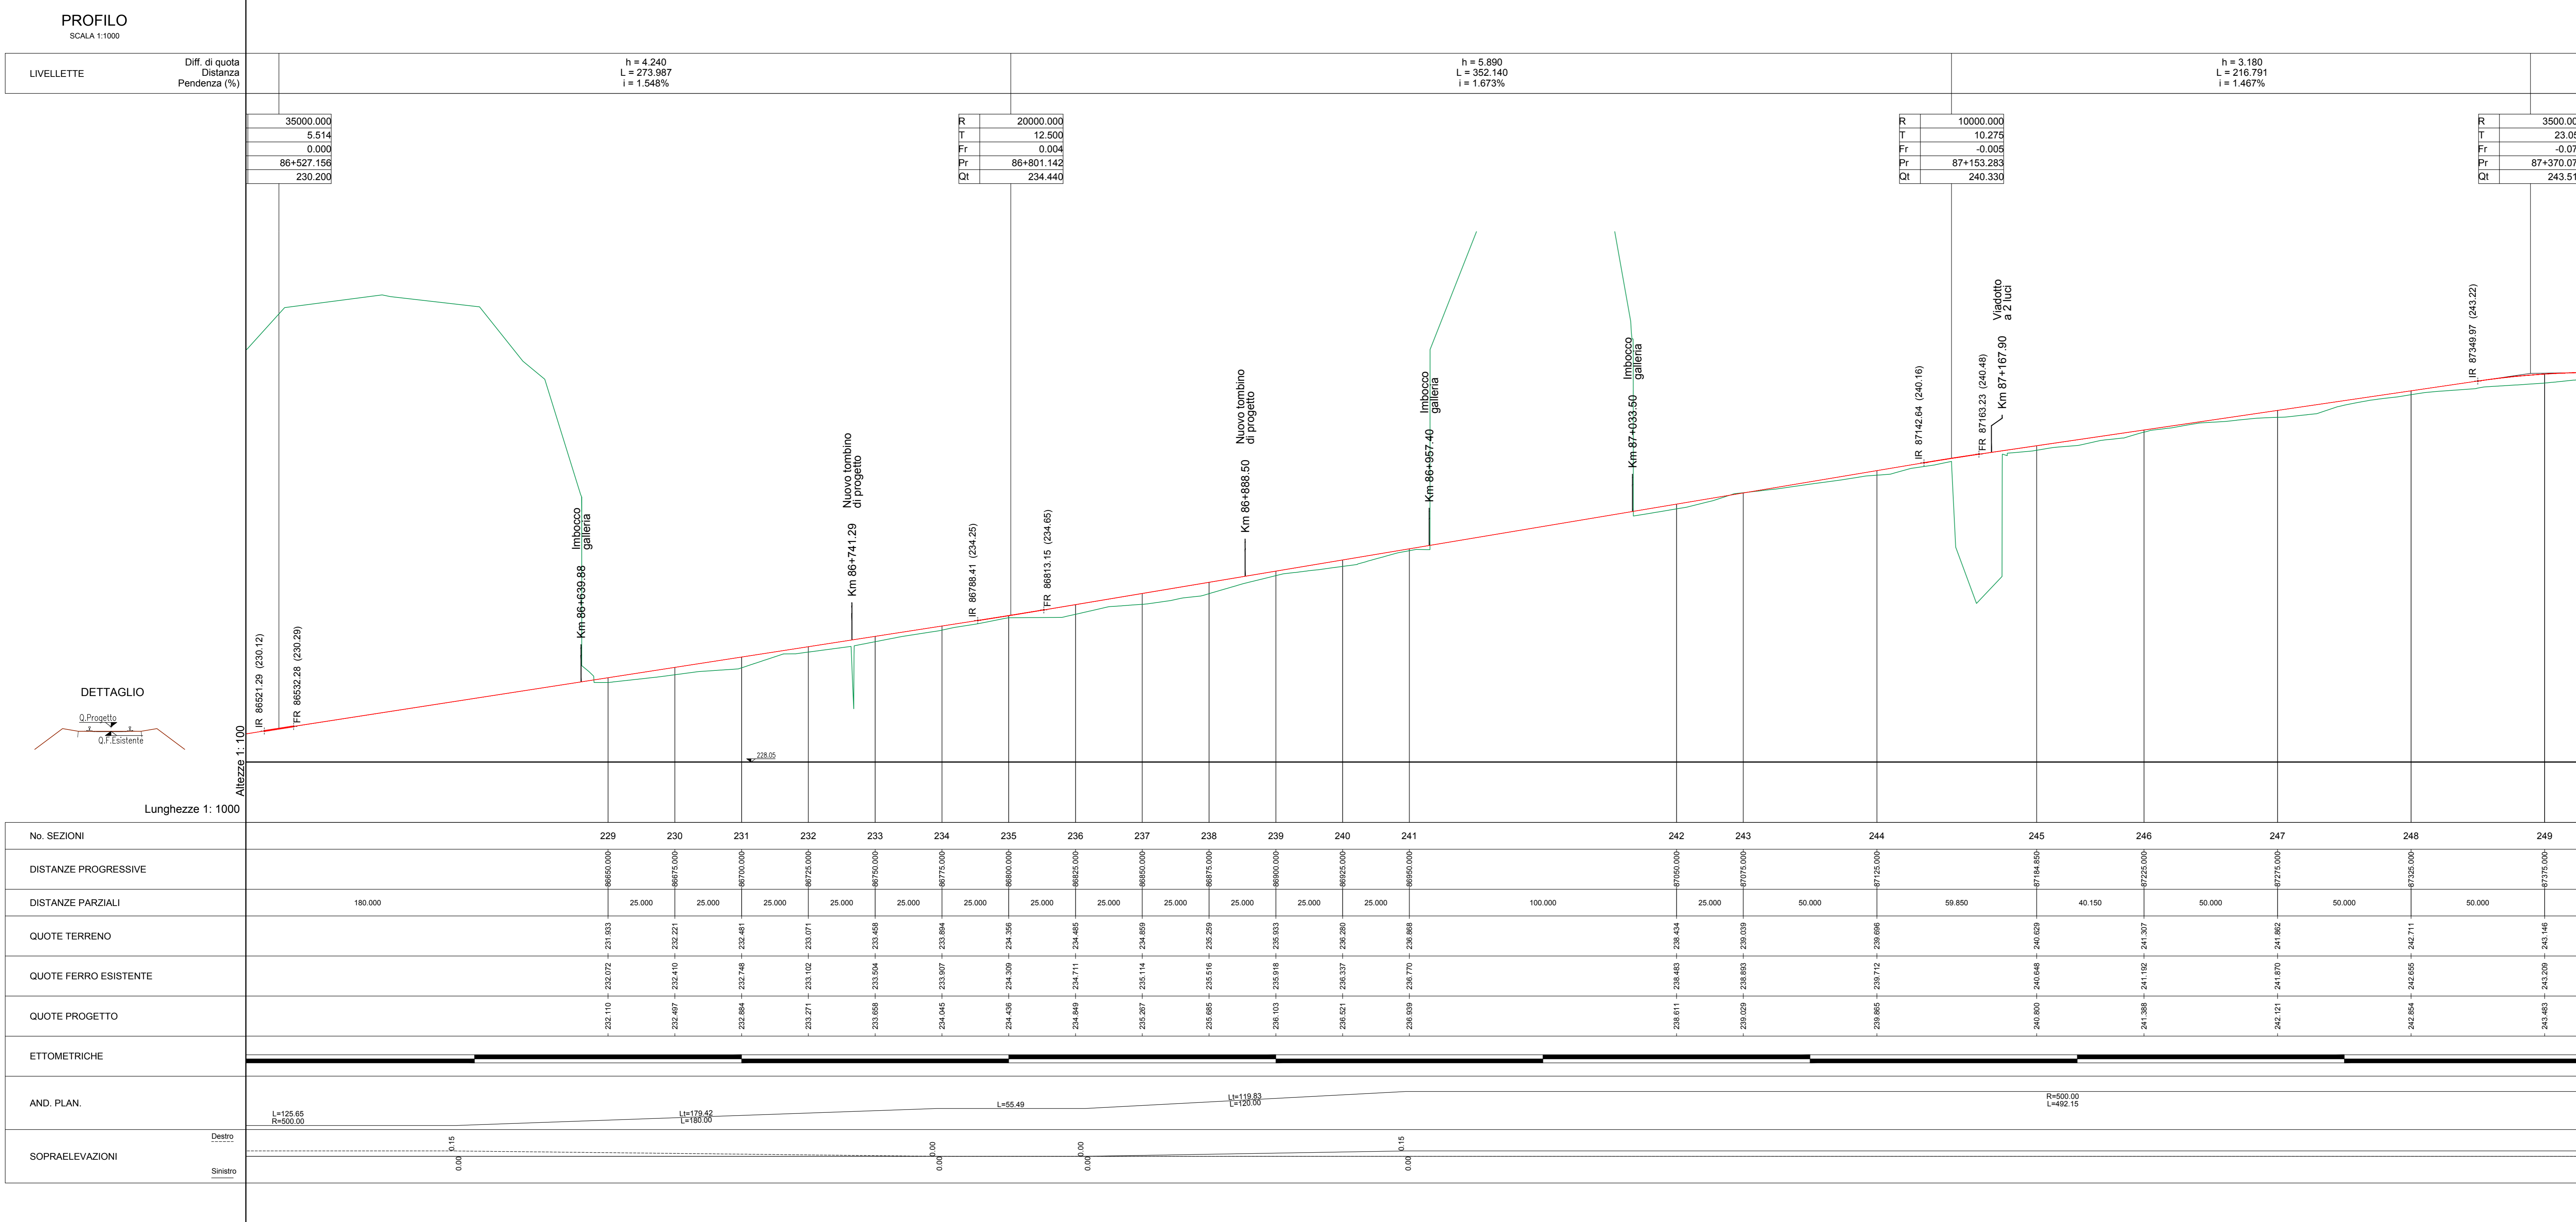 PROFILO
SCALA 1:1000
LIVELLETTE
Diff. di quota
Distanza
Pendenza (%)
h = 4.240
L = 273.987
i = 1.548%
h = 5.890
L = 352.140
i = 1.673%
h = 3.180
L = 216.791
i = 1.467%
35000.000
5.514
0.000
86+527.156
230.200
R 20000.000
T 12.500
Fr 0.004
Pr 86+801.142
Qt 234.440
R 10000.000
T 10.275
Fr -0.005
Pr 87+153.283
Qt 240.330
R 3500.00
T 23.05
Fr -0.07
Pr 87+370.07
Qt 243.51
IR 86521.29 (230.12)
FR 86532.28 (230.29)
Km 86+639.88
Imbocco
galleria
Km 86+741.29
Nuovo tombino
di progetto
IR 86788.41 (234.25)
FR 86813.15 (234.65)
Km 86+888.50
Nuovo tombino
di progetto
Km 86+957.40
Imbocco
galleria
Km 87+033.50
Imbocco
galleria
IR 87142.64 (240.16)
FR 87163.23 (240.48)
Km 87+167.90
Viadotto
a 2 luci
IR 87349.97 (243.22)
DETTAGLIO
Q.Progetto
Q.F.Esistente
Altezze 1: 100
228.05
Lunghezze 1: 1000
No. SEZIONI
229 230 231 232 233 234 235 236 237 238 239 240 241 242 243 244 245 246 247 248 249
DISTANZE PROGRESSIVE
86650.000 86675.000 86700.000 86725.000 86750.000 86775.000 86800.000 86825.000 86850.000 86875.000 86900.000 86925.000 86950.000 87050.000 87075.000 87125.000 87184.850 87225.000 87275.000 87325.000 87375.000
DISTANZE PARZIALI
180.000 25.000 25.000 25.000 25.000 25.000 25.000 25.000 25.000 25.000 25.000 25.000 25.000 100.000 25.000 50.000 59.850 40.150 50.000 50.000 50.000
QUOTE TERRENO
231.933 232.221 232.481 233.071 233.458 233.894 234.356 234.485 234.859 235.259 235.933 236.280 236.868 238.434 239.039 239.696 240.629 241.307 241.862 242.711 243.146
QUOTE FERRO ESISTENTE
232.072 232.410 232.748 233.102 233.504 233.907 234.309 234.711 235.114 235.516 235.918 236.337 236.770 238.483 238.893 239.712 240.648 241.192 241.870 242.655 243.209
QUOTE PROGETTO
232.110 232.497 232.884 233.271 233.658 234.045 234.436 234.849 235.267 235.685 236.103 236.521 236.939 238.611 239.029 239.865 240.800 241.388 242.121 242.854 243.483
ETTOMETRICHE
AND. PLAN.
L=125.65
R=500.00
Lt=179.42
L=180.00
L=55.49
Lt=119.83
L=120.00
R=500.00
L=492.15
SOPRAELEVAZIONI
Destro
Sinistro
0.15
0.00
0.00
0.00
0.00
0.00
0.15
0.00